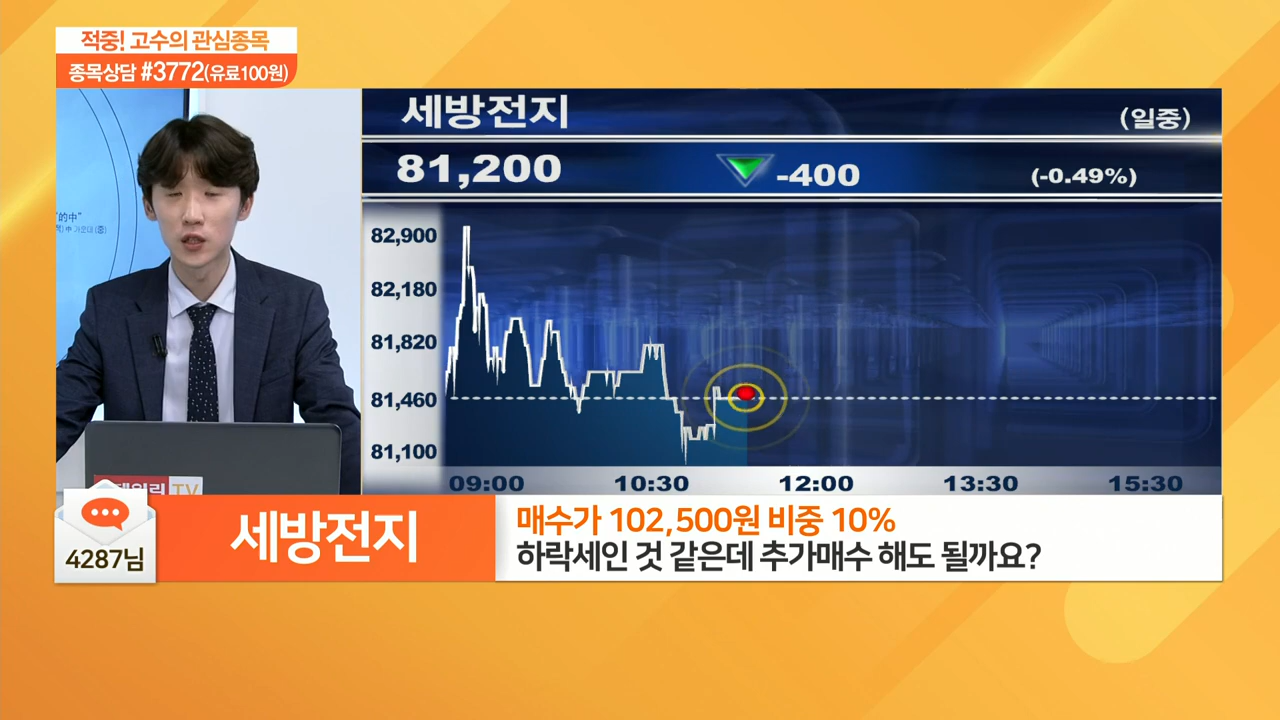 적중! 고수의 관심종목
종목상담 #3772(유료100원)
"的中"
세방전지
(일중)
81,200
-400
(-0.49%)
82,900
82,180
81,820
81,460
81,100
09:00
10:30
12:00
13:30
15:30
TV
4287님
세방전지
매수가 102,500원 비중 10%
하락세인 것 같은데 추가매수 해도 될까요?